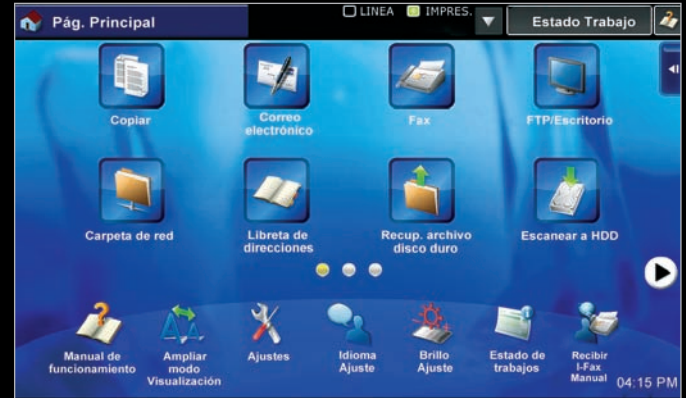 Pág. Principal
LINEA
IMPRES.
Estado Trabajo
Copiar
Correo
electrónico
Fax
FTP/Escritorio
Carpeta de red
Libreta de
direcciones
Recup. archivo
disco duro
Escanear a HDD
Manual de
funcionamiento
Ampliar
modo
Visualización
Ajustes
Idioma
Ajuste
Brillo
Ajuste
Estado de
trabajos
Recibir
I-Fax
Manual
04:15 PM